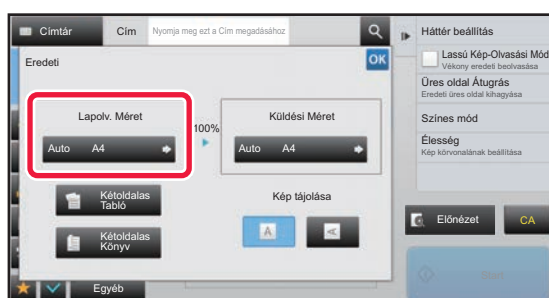 Címtár
Cím
Nyomja meg ezt a Cím megadásához
Eredeti
OK
Lapolv. Méret
Auto A4
100%
Küldési Méret
Auto A4
Kétoldalas
Tabló
Kétoldalas
Könyv
Kép tájolása
A
A
Egyéb
Háttér beállítás
Lassú Kép-Olvasási Mód
Vékony eredeti beolvasása
Üres oldal Átugrás
Eredeti üres oldal kihagyása
Színes mód
Élesség
Kép körvonalának beállítása
Előnézet
CA
Start